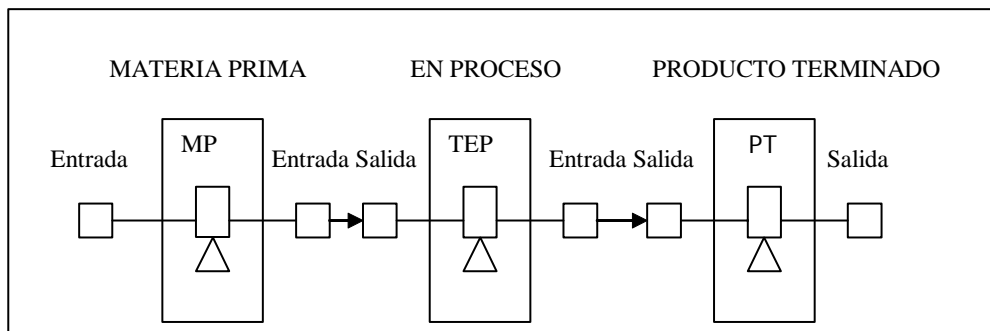 MATERIA PRIMA EN PROCESO PRODUCTO TERMINADO
MP TEP PT
Entrada Entrada Salida Entrada Salida Salida